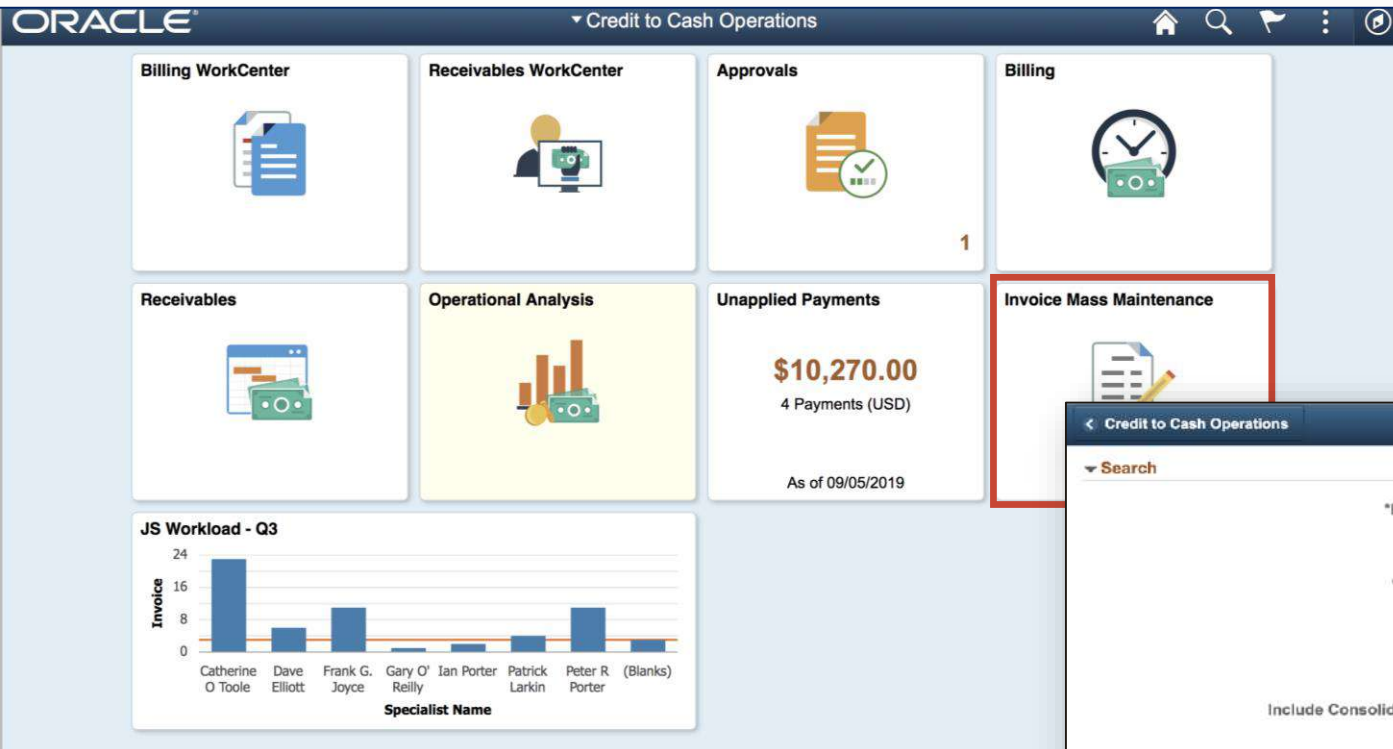 ORACLE
Credit to Cash Operations
Billing WorkCenter
Receivables WorkCenter
Approvals
1
Billing
Receivables
Operational Analysis
Unapplied Payments
$10,270.00
4 Payments (USD)
As of 09/05/2019
Invoice Mass Maintenance
Credit to Cash Operations
Search
Include Consolid
JS Workload - Q3
24
16
8
0
Invoice
Catherine O Toole
Dave Elliott
Frank G. Joyce
Gary O' Reilly
Ian Porter
Patrick Larkin
Peter R Porter
(Blanks)
Specialist Name